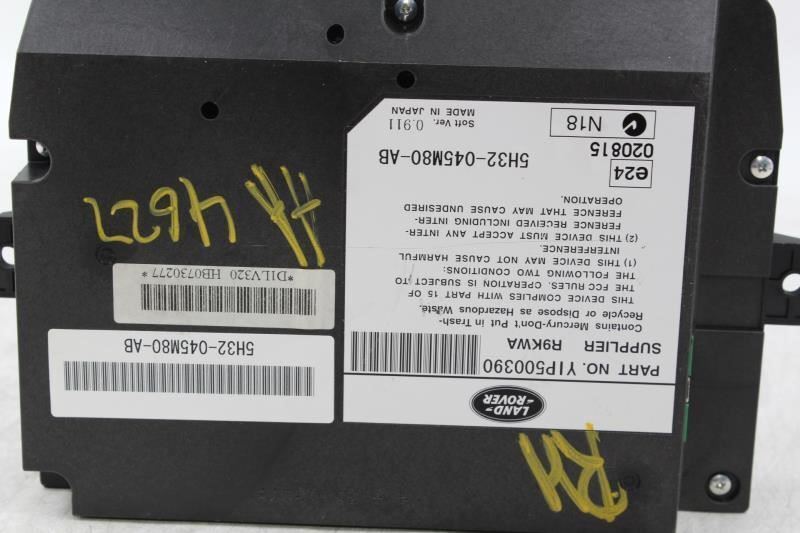 LAND-
ROVER
PART NO. YIP500390
SUPPLIER R9KWA
Contains Mercury-Don't Put in Trash-
Recycle or Dispose as Hazardous Waste.
THIS DEVICE COMPLIES WITH PART 15 OF
THE FCC RULES. OPERATION IS SUBJECT TO
THE FOLLOWING TWO CONDITIONS:
(1) THIS DEVICE MAY NOT CAUSE HARMFUL
INTERFERENCE.
(2) THIS DEVICE MUST ACCEPT ANY INTER-
FERENCE RECEIVED INCLUDING INTER-
FERENCE THAT MAY CAUSE UNDESIRED
OPERATION.
e24
020815
N18
5H32-045M80-AB
Soft Ver. 0.911
MADE IN JAPAN
5H32-045M80-AB
*D1LV320 HB0730277*
4627